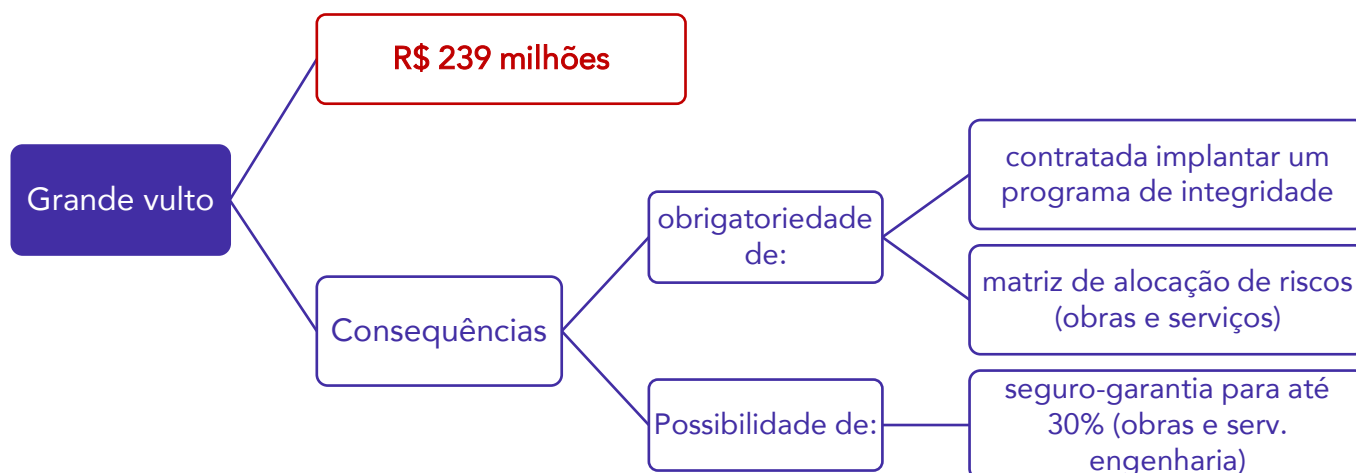 R$ 239 milhões
Grande vulto
Consequências
obrigatoriedade
de:
contratada implantar um
programa de integridade
matriz de alocação de riscos
(obras e serviços)
Possibilidade de:
seguro-garantia para até
30% (obras e serv.
engenharia)